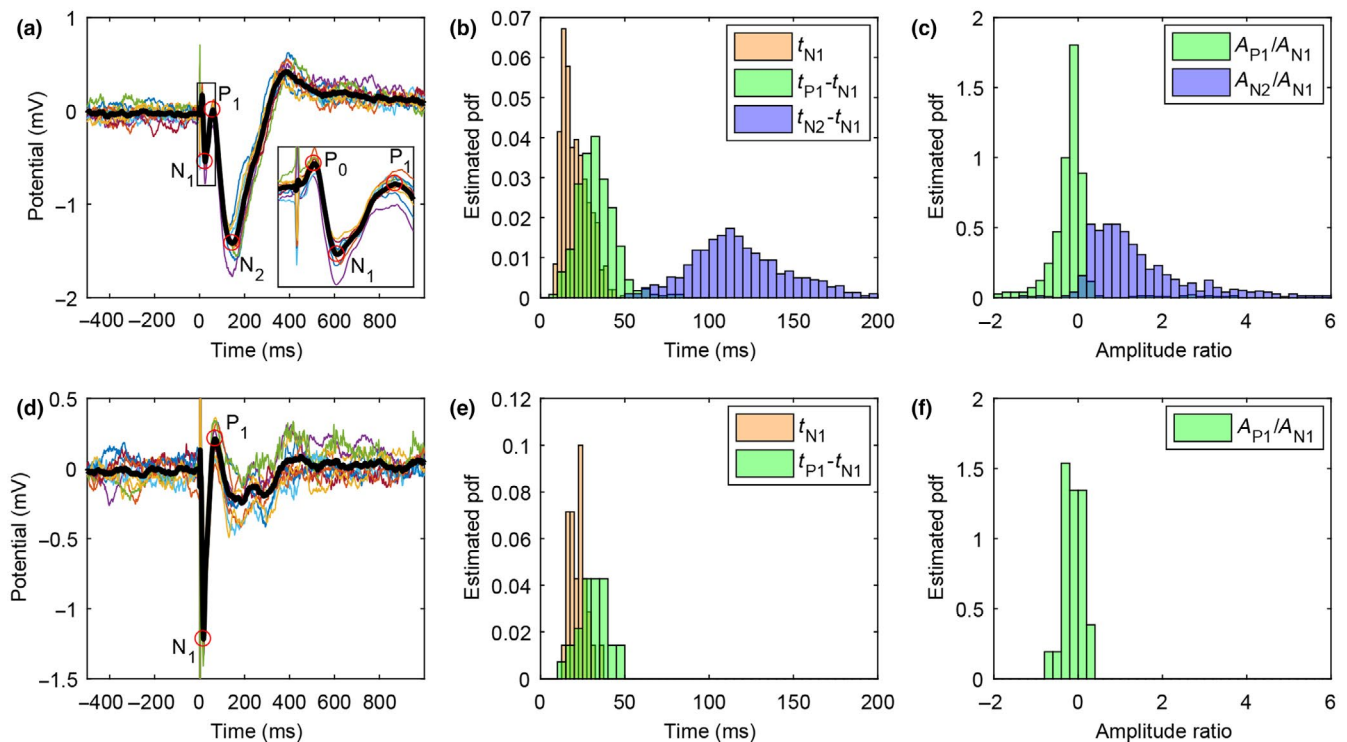 (a)
Potential (mV)
1
0
−1
−2
−400 −200 0 200 400 600 800
Time (ms)
P1
N1
N2
P0
P1
N1
(b)
Estimated pdf
0.07
0.06
0.05
0.04
0.03
0.02
0.01
0
0 50 100 150 200
Time (ms)
tN1
tP1-tN1
tN2-tN1
(c)
Estimated pdf
2
1.5
1
0.5
0
−2 0 2 4 6
Amplitude ratio
AP1/AN1
AN2/AN1
(d)
Potential (mV)
0.5
0
−0.5
−1
−1.5
−400 −200 0 200 400 600 800
Time (ms)
P1
N1
(e)
Estimated pdf
0.12
0.1
0.08
0.06
0.04
0.02
0
0 50 100 150 200
Time (ms)
tN1
tP1-tN1
(f)
Estimated pdf
2
1.5
1
0.5
0
−2 0 2 4 6
Amplitude ratio
AP1/AN1